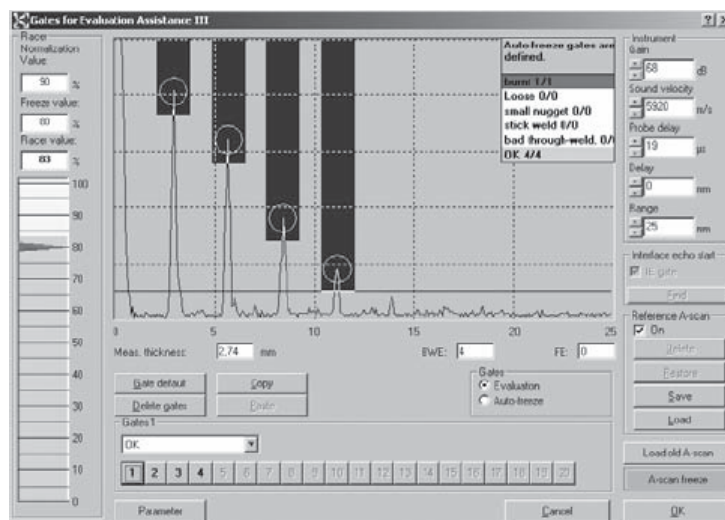 Gates for Evaluation Assistance III
Racer
Normalization
Value:
90 %
Freeze value:
80 %
Racer value:
83 %
100
90
80
70
60
50
40
30
20
10
0
Auto freeze gates are
defined.
burnt 1/1
Loose 0/0
small nugget 0/0
stick weld 0/0
bad through-weld. 0/
OK 4/4
0 5 10 15 20 25
Meas. thickness: 2,74 mm BWE: 4 FE: 0
Gate default Copy
Delete gates Paste
Gates
Evaluation
Auto-freeze
Gates 1
OK
1 2 3 4 5 6 7 8 9 10 11 12 13 14 15 16 17 18 19 20
Parameter Cancel OK
Instrument
Gain
68 dB
Sound velocity
5920 m/s
Probe delay
19 µs
Delay
0 mm
Range
25 mm
Interface echo start
IE gate
Find
Reference A-scan
On
Delete
Restore
Save
Load
Load old A-scan
A-scan freeze